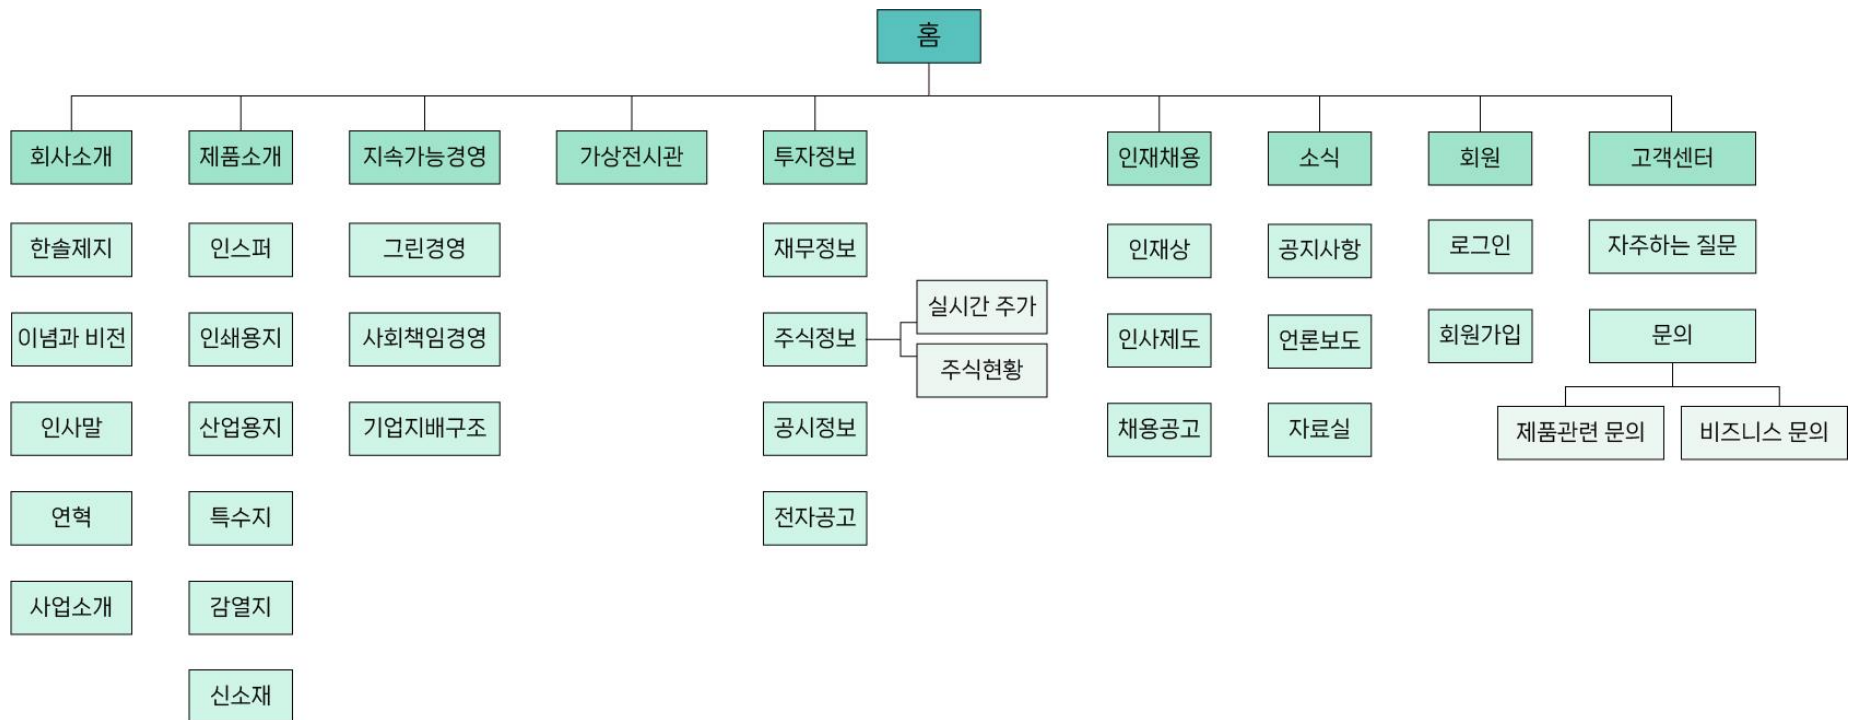 홈
회사소개
제품소개
지속가능경영
가상전시관
투자정보
인재채용
소식
회원
고객센터
한솔제지
이념과 비전
인사말
연혁
사업소개
인스퍼
인쇄용지
산업용지
특수지
감열지
신소재
그린경영
사회책임경영
기업지배구조
재무정보
주식정보
실시간 주가
주식현황
공시정보
전자공고
인재상
인사제도
채용공고
공지사항
언론보도
자료실
로그인
회원가입
자주하는 질문
문의
제품관련 문의
비즈니스 문의